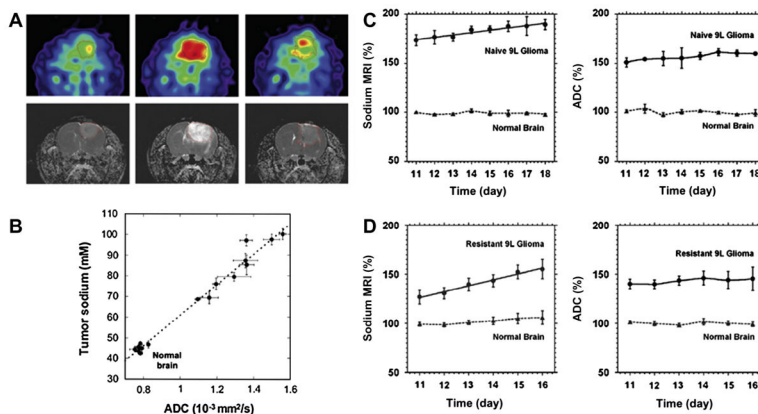 A
B
Tumor sodium (mM)
100
90
80
70
60
50
40
30
Normal
brain
0.8
1
1.2
1.4
1.6
ADC (10⁻³ mm²/s)
C
Sodium MRI
(%)
200
150
100
50
Naive 9L Glioma
Normal Brain
11 12 13 14 15 16 17 18
Time (day)
ADC (%)
200
150
100
50
Naive 9L Glioma
Normal Brain
11 12 13 14 15 16 17 18
Time (day)
D
Sodium MRI
(%)
200
150
100
50
Resistant 9L Glioma
Normal Brain
11 12 13 14 15 16
Time (day)
ADC (%)
200
150
100
50
Resistant 9L Glioma
Normal Brain
11 12 13 14 15 16
Time (day)